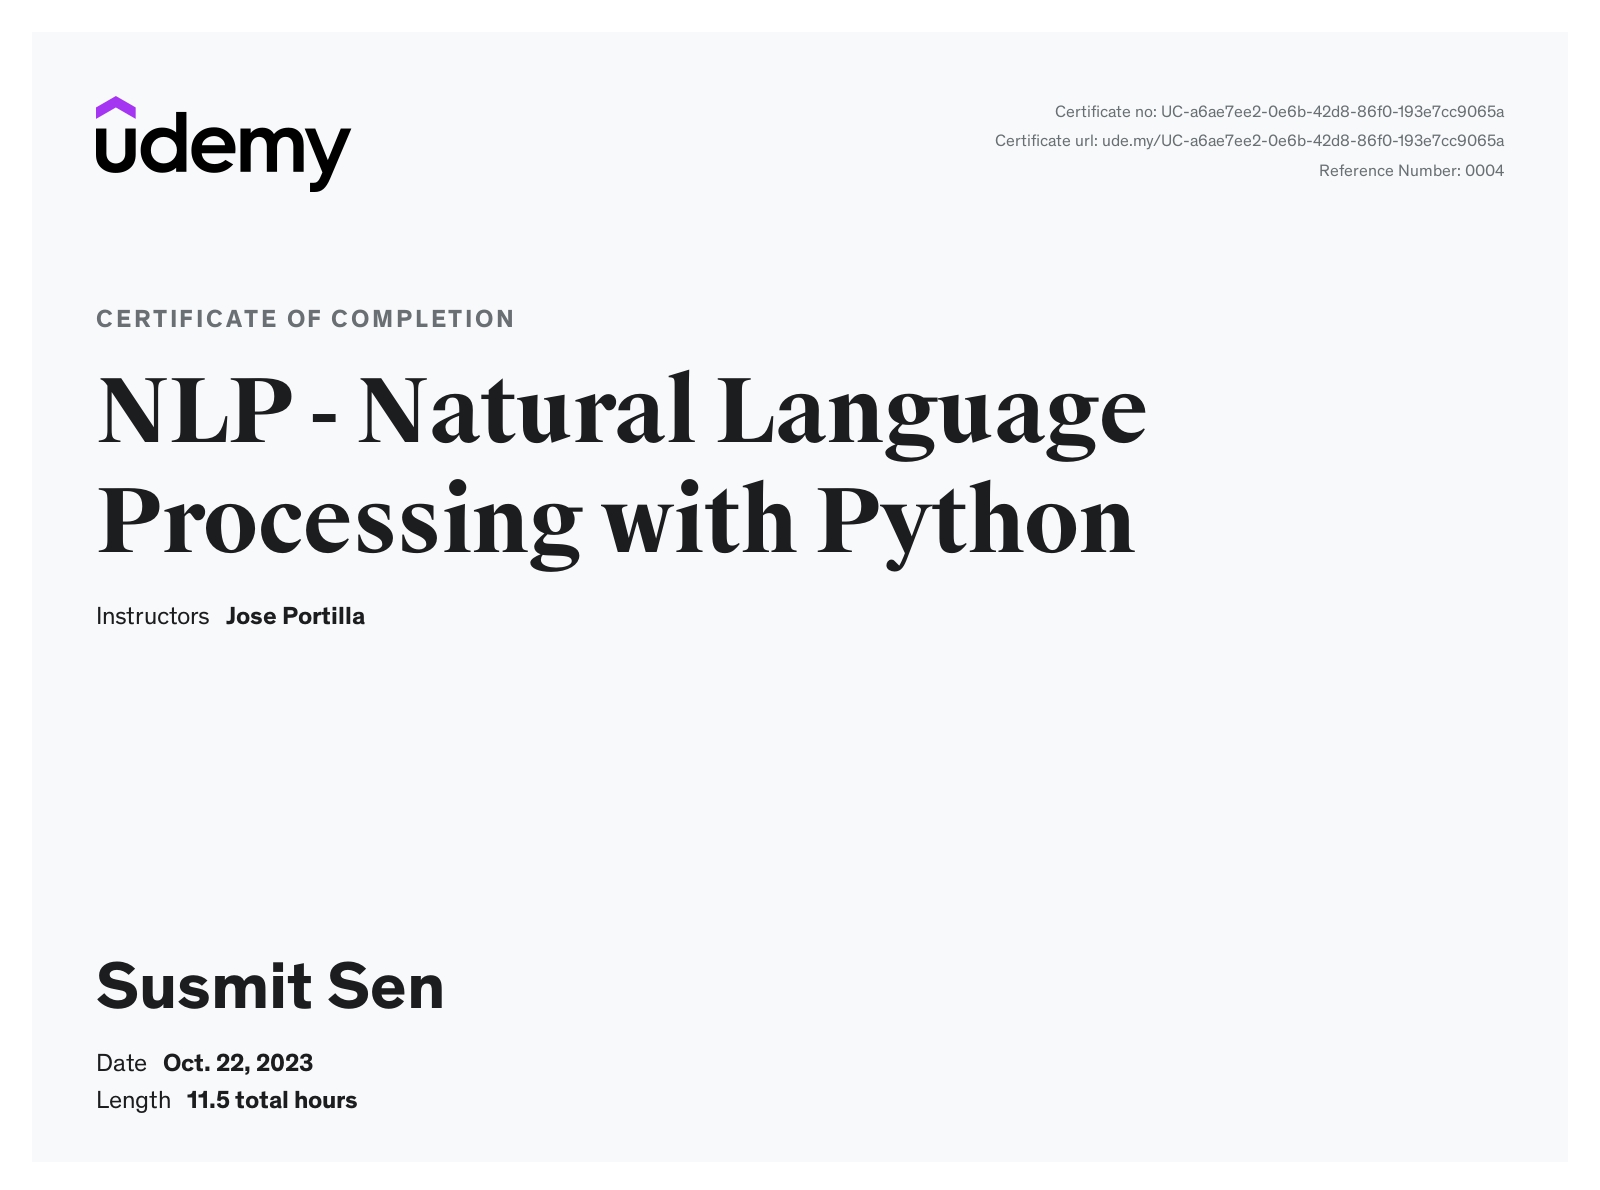 udemy
Certificate no: UC-a6ae7ee2-0e6b-42d8-86f0-193e7cc9065a
Certificate url: ude.my/UC-a6ae7ee2-0e6b-42d8-86f0-193e7cc9065a
Reference Number: 0004
CERTIFICATE OF COMPLETION
NLP - Natural Language
Processing with Python
Instructors Jose Portilla
Susmit Sen
Date Oct. 22, 2023
Length 11.5 total hours